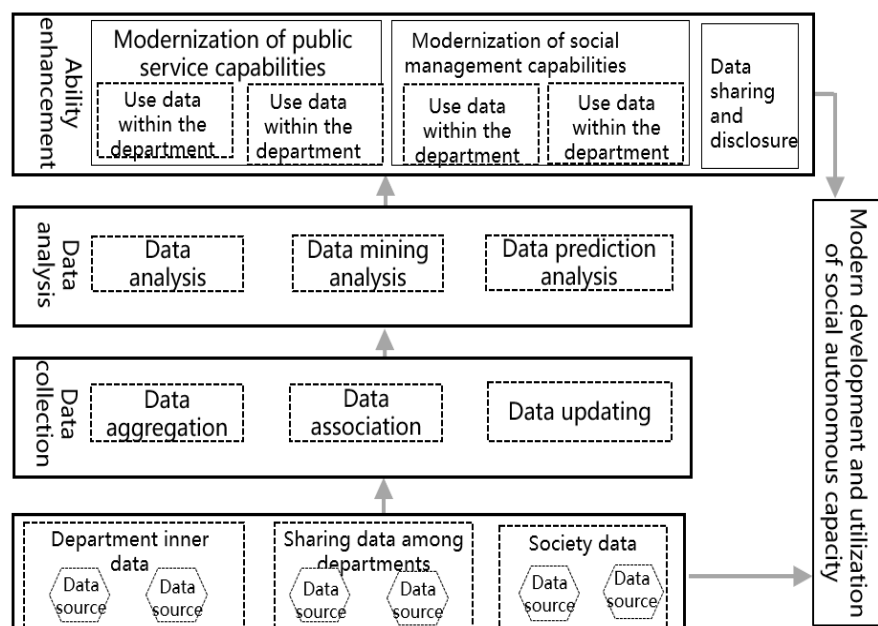 Ability
enhancement
Modernization of public
service capabilities
Use data
within the
department
Use data
within the
department
Modernization of social
management capabilities
Use data
within the
department
Use data
within the
department
Data
sharing
and
disclosure
Data
analysis
Data
analysis
Data mining
analysis
Data prediction
analysis
Data
collection
Data
aggregation
Data
association
Data updating
Department inner
data
Data
source
Data
source
Sharing data among
departments
Data
source
Data
source
Society data
Data
source
Data
source
Modern development and utilization
of social autonomous capacity